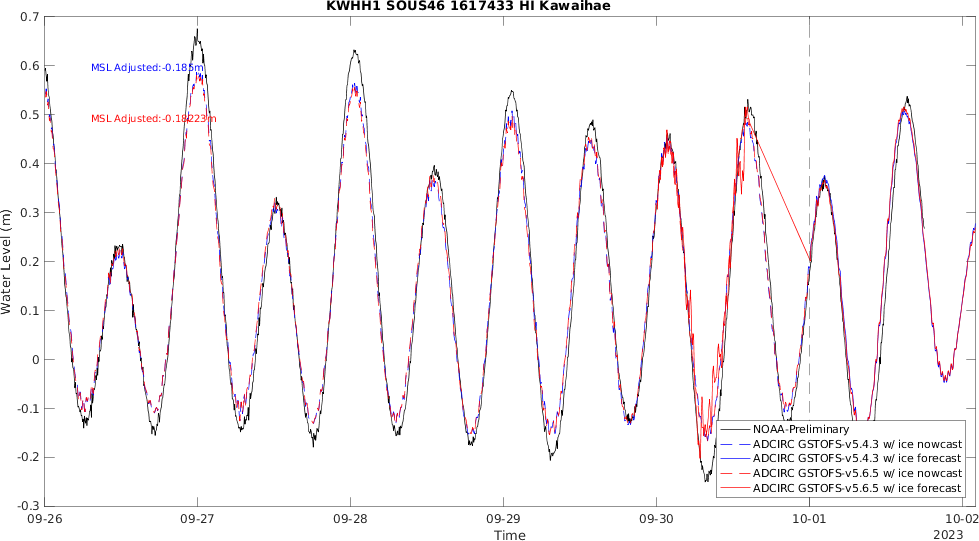 KWHH1 SOUS46 1617433 HI Kawaihae
0.7
0.6
0.5
0.4
0.3
0.2
0.1
0
-0.1
-0.2
-0.3
Water Level (m)
MSL Adjusted:-0.185m
MSL Adjusted:-0.18223m
NOAA-Preliminary
ADCIRC GSTOFS-v5.4.3 w/ ice nowcast
ADCIRC GSTOFS-v5.4.3 w/ ice forecast
ADCIRC GSTOFS-v5.6.5 w/ ice nowcast
ADCIRC GSTOFS-v5.6.5 w/ ice forecast
09-26 09-27 09-28 09-29 09-30 10-01 10-02
Time
2023